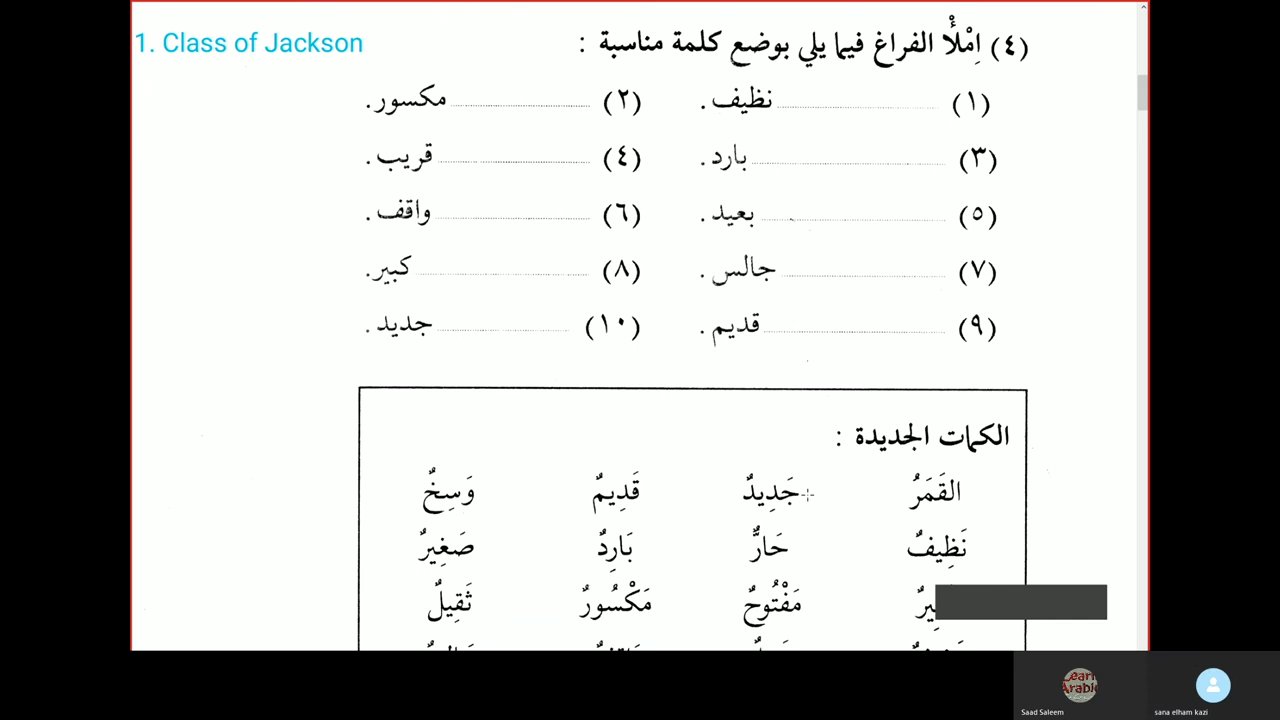 1. Class of Jackson
(٤) اِمْلَأْ الفراغ فيما يلي بوضع كلمة مناسبة :
(١) ............ نظيف . (٢) ............ مكسور .
(٣) ............ بارد . (٤) ............ قريب .
(٥) ............ بعيد . (٦) ............ واقف .
(٧) ............ جالس . (٨) ............ كبير .
(٩) ............ قديم . (١٠) ............ جديد .
الكلمات الجديدة :
القَمَرُ جَدِيدٌ قَدِيمٌ وَسِخٌ
نَظِيفٌ حَارٌّ بَارِدٌ صَغِيرٌ
مَفْتُوحٌ مَكْسُورٌ ثَقِيلٌ
Learn Arabic
Saad Saleem
sana elham kazi